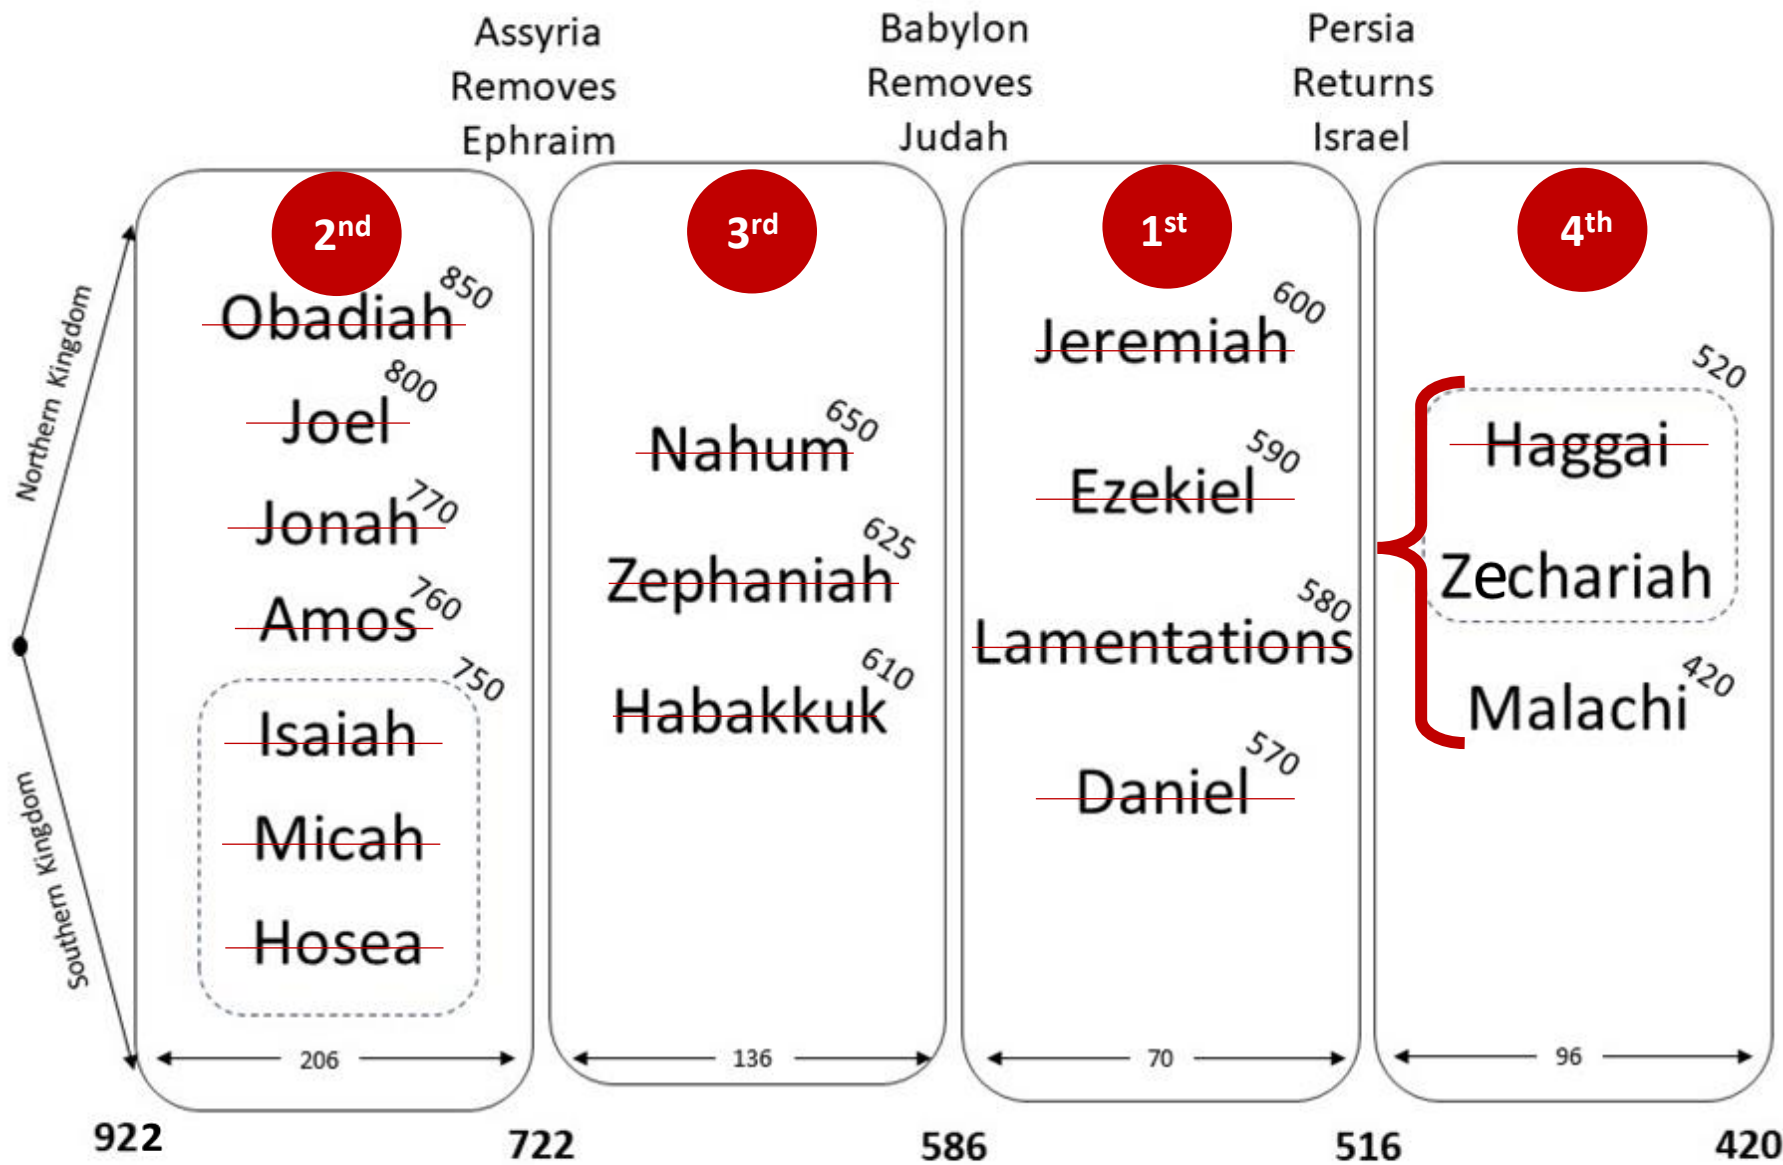 Assyria
Removes
Ephraim
Babylon
Removes
Judah
Persia
Returns
Israel
Northern Kingdom
Southern Kingdom
2nd
Obadiah 850
Joel 800
Jonah 770
Amos 760
750
Isaiah
Micah
Hosea
206
3rd
Nahum 650
Zephaniah 625
Habakkuk 610
136
1st
Jeremiah 600
Ezekiel 590
Lamentations 580
Daniel 570
70
4th
520
Haggai
Zechariah
Malachi 420
96
922 722 586 516 420